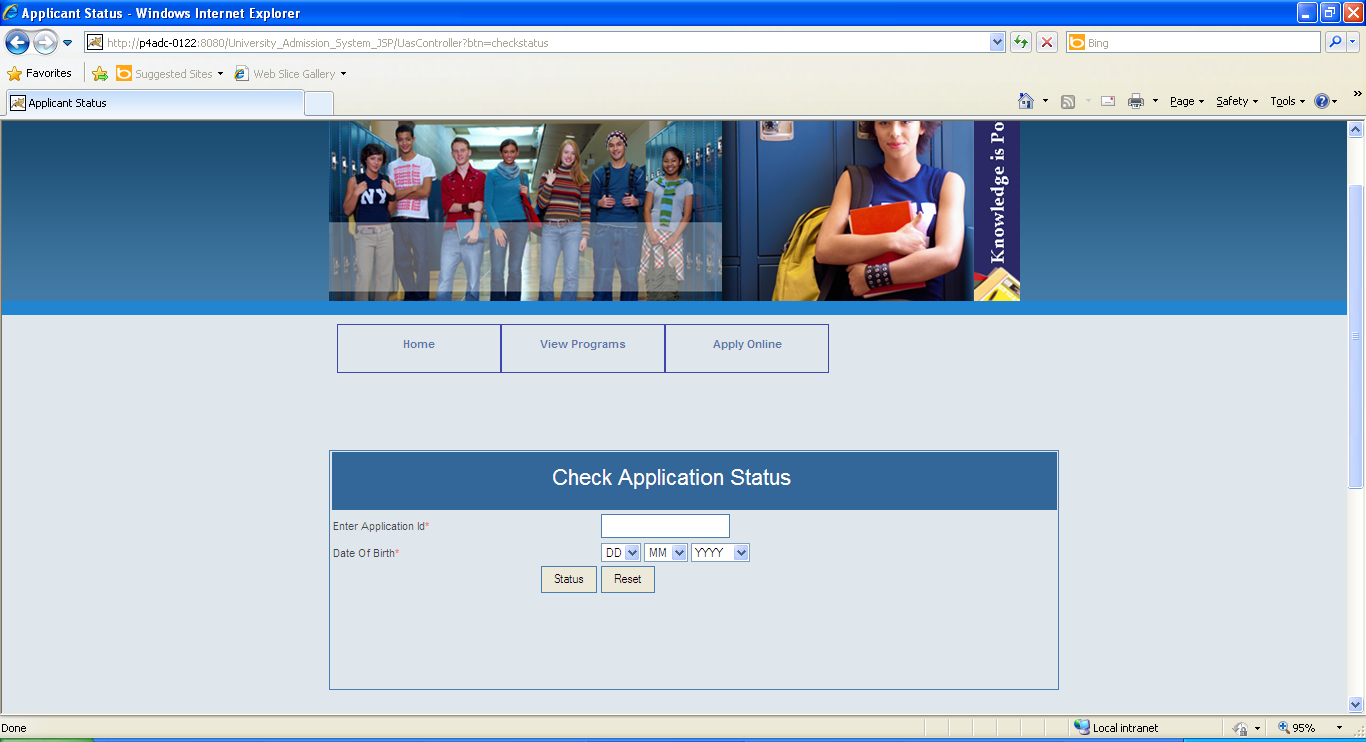 Applicant Status - Windows Internet Explorer
http://p4adc-0122:8080/University_Admission_System_JSP/UasController?btn=checkstatus
Bing
Favorites
Suggested Sites
Web Slice Gallery
Applicant Status
Page
Safety
Tools
NY
Knowledge is Po
Home
View Programs
Apply Online
Check Application Status
Enter Application Id*
Date Of Birth*
DD MM YYYY
Status Reset
Done
Local intranet
95%